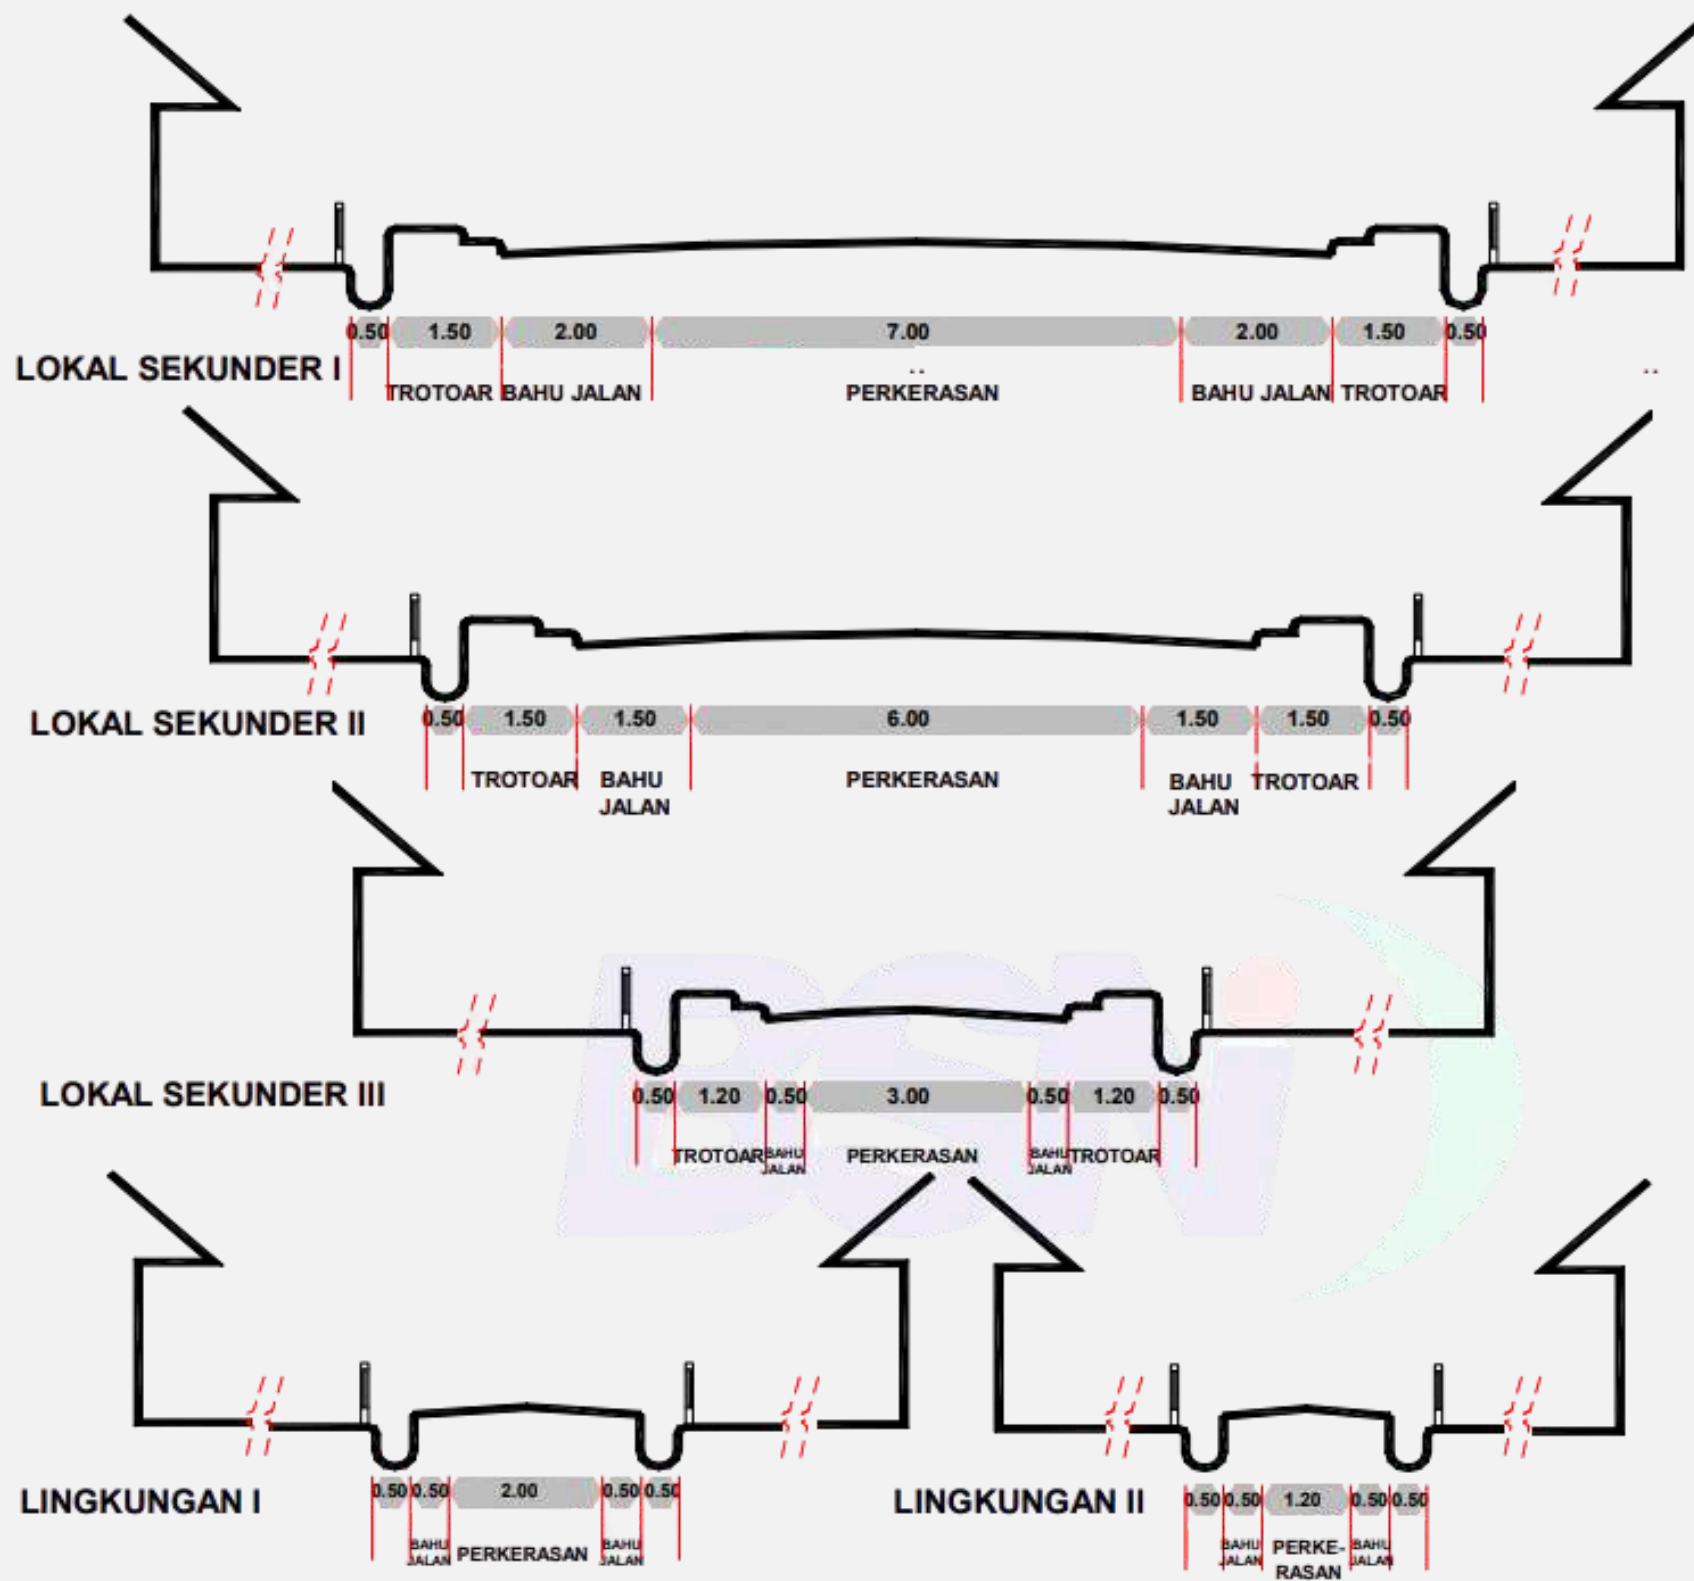 0.50 1.50 2.00 7.00 2.00 1.50 0.50
LOKAL SEKUNDER I
TROTOAR BAHU JALAN PERKERASAN BAHU JALAN TROTOAR
LOKAL SEKUNDER II
0.50 1.50 1.50 6.00 1.50 1.50 0.50
TROTOAR BAHU JALAN PERKERASAN BAHU JALAN TROTOAR
LOKAL SEKUNDER III
0.50 1.20 0.50 3.00 0.50 1.20 0.50
TROTOAR BAHU JALAN PERKERASAN BAHU JALAN TROTOAR
BSNi
LINGKUNGAN I
0.50 0.50 2.00 0.50 0.50
BAHU JALAN PERKERASAN BAHU JALAN
LINGKUNGAN II
0.50 0.50 1.20 0.50 0.50
BAHU JALAN PERKE-
RASAN BAHU JALAN